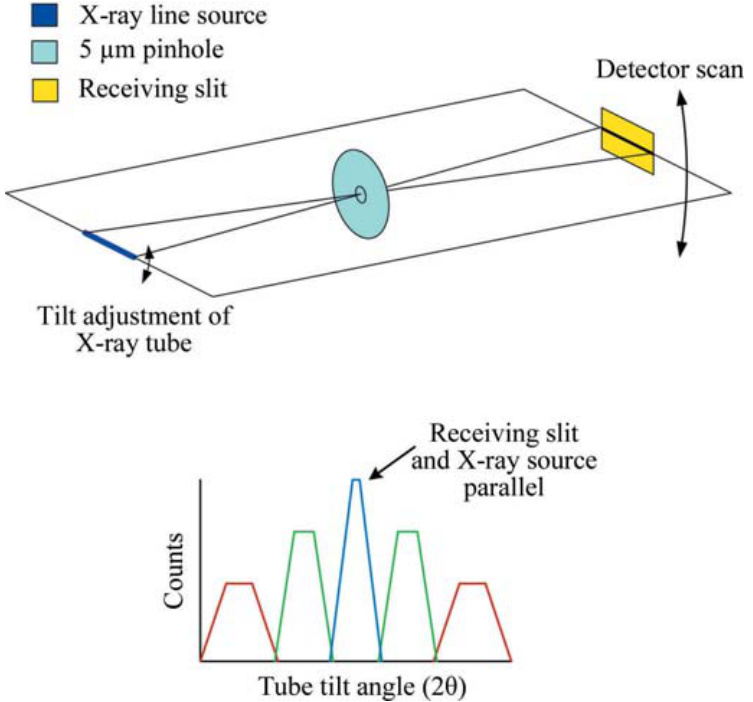 X-ray line source
5 µm pinhole
Receiving slit
Detector scan
Tilt adjustment of
X-ray tube
Receiving slit
and X-ray source
parallel
Counts
Tube tilt angle (2θ)